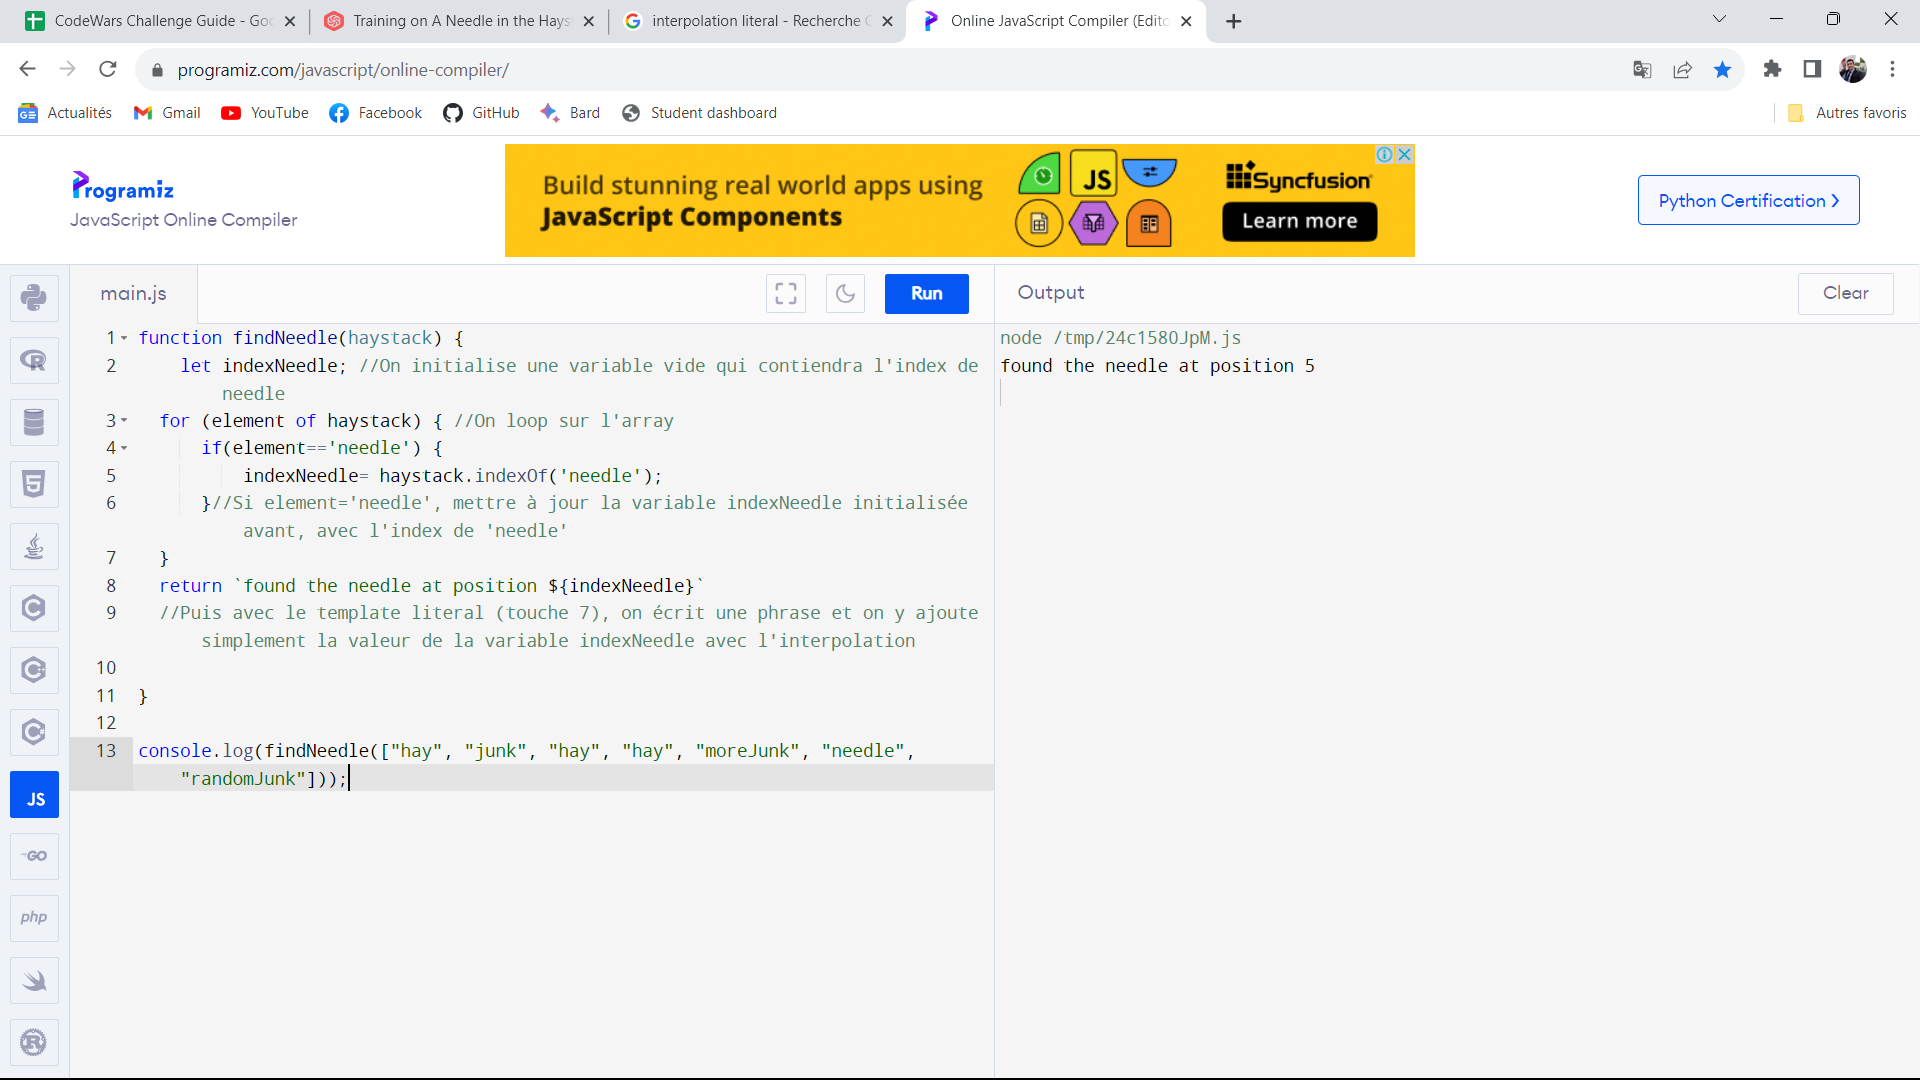 CodeWars Challenge Guide - Goo
Training on A Needle in the Hays
interpolation literal - Recherche G
Online JavaScript Compiler (Edito
programiz.com/javascript/online-compiler/
Actualités
Gmail
YouTube
Facebook
GitHub
Bard
Student dashboard
Autres favoris
Programiz
JavaScript Online Compiler
Build stunning real world apps using
JavaScript Components
JS
Syncfusion
Learn more
Python Certification ›
main.js
Run
Output
Clear
1 function findNeedle(haystack) {
2 let indexNeedle; //On initialise une variable vide qui contiendra l'index de
needle
3 for (element of haystack) { //On loop sur l'array
4 if(element=='needle') {
5 indexNeedle= haystack.indexOf('needle');
6 }//Si element='needle', mettre à jour la variable indexNeedle initialisée
avant, avec l'index de 'needle'
7 }
8 return `found the needle at position ${indexNeedle}`
9 //Puis avec le template literal (touche 7), on écrit une phrase et on y ajoute
simplement la valeur de la variable indexNeedle avec l'interpolation
10
11 }
12
13 console.log(findNeedle(["hay", "junk", "hay", "hay", "moreJunk", "needle",
"randomJunk"]));
node /tmp/24c158OJpM.js
found the needle at position 5
R
5
C
C
C
JS
GO
php
R